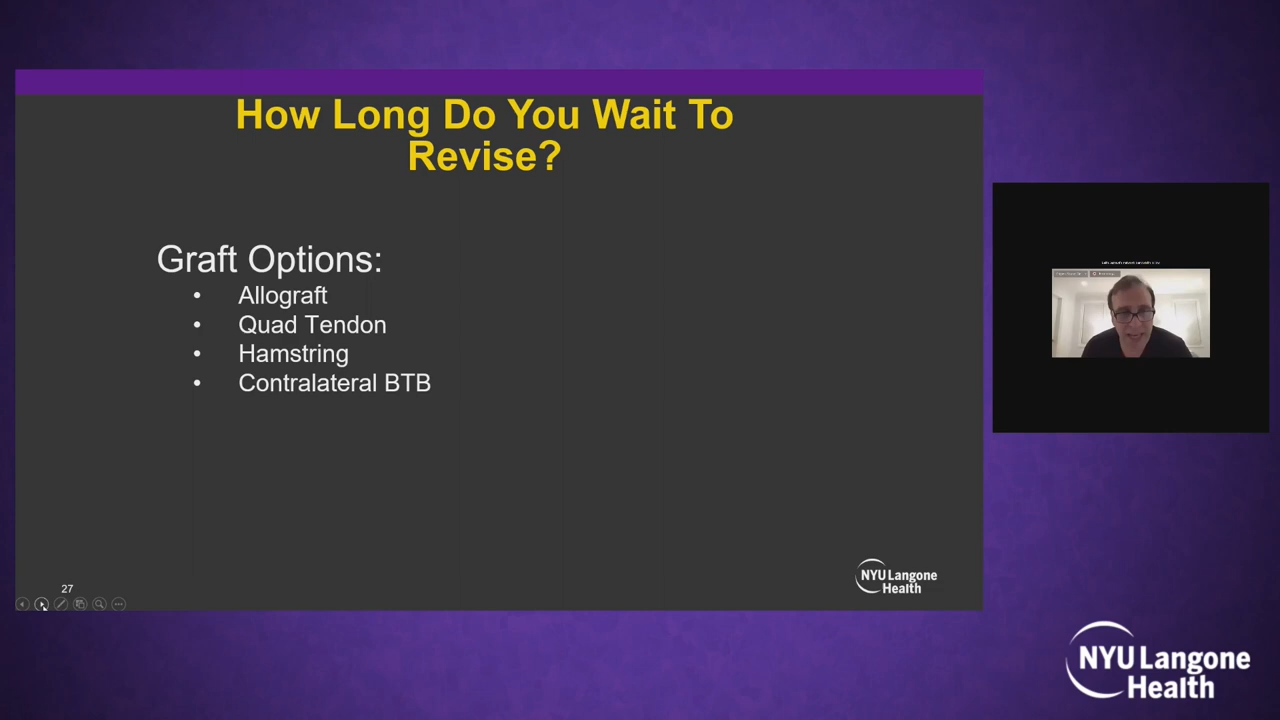 How Long Do You Wait To
Revise?
Graft Options:
• Allograft
• Quad Tendon
• Hamstring
• Contralateral BTB
27
NYU Langone
Health
NYU Langone
Health